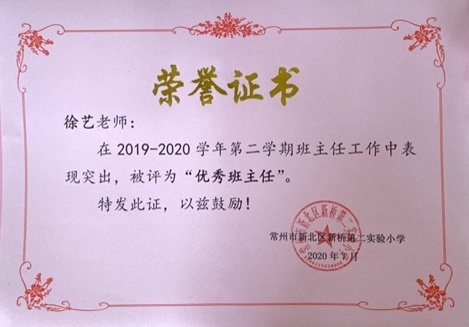 荣誉证书
徐艺老师：
在2019-2020学年第二学期班主任工作中表
现突出，被评为“优秀班主任”。
特发此证，以兹鼓励！
常州市新北区新桥第二实验小学
2020年7月